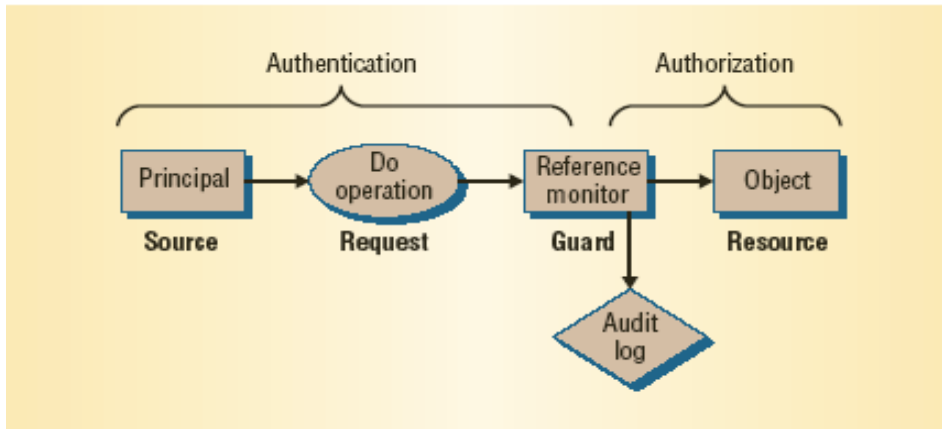 Authentication
Authorization
Principal
Do
operation
Reference
monitor
Object
Source
Request
Guard
Resource
Audit
log